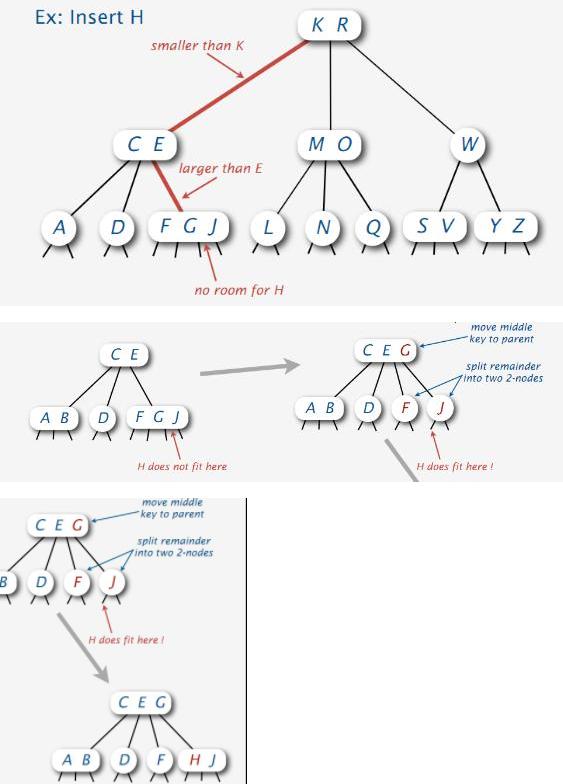 Ex: Insert H
K R
smaller than K
C E
M O
W
larger than E
A
D
F G J
L
N
Q
S V
Y Z
no room for H
C E
A B
D
F G J
H does not fit here
move middle
key to parent
C E G
split remainder
into two 2-nodes
A B
D
F
J
H does fit here !
move middle
key to parent
C E G
split remainder
into two 2-nodes
B
D
F
J
H does fit here !
C E G
A B
D
F
H J